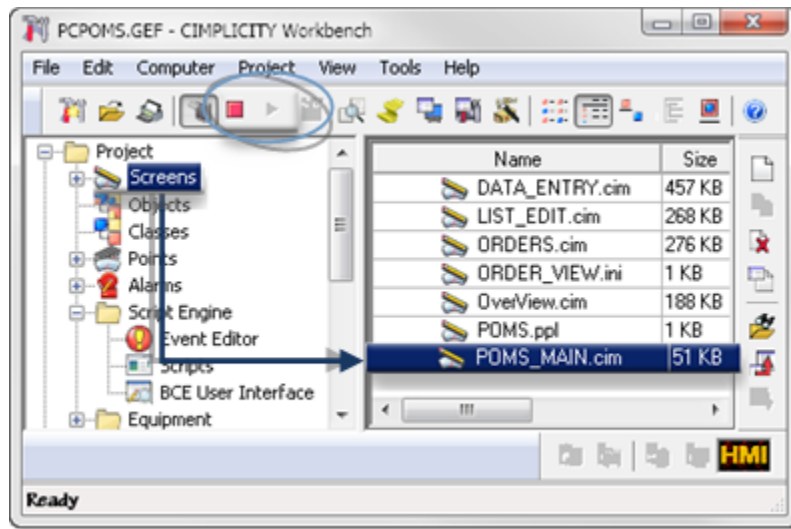 PCPOMS.GEF - CIMPLICITY Workbench
File Edit Computer Project View Tools Help
Project
Screens
Objects
Classes
Points
Alarms
Script Engine
Event Editor
Scripts
BCE User Interface
Equipment
Name Size
DATA_ENTRY.cim 457 KB
LIST_EDIT.cim 268 KB
ORDERS.cim 276 KB
ORDER_VIEW.ini 1 KB
OverView.cim 188 KB
POMS.ppl 1 KB
POMS_MAIN.cim 51 KB
HMI
Ready